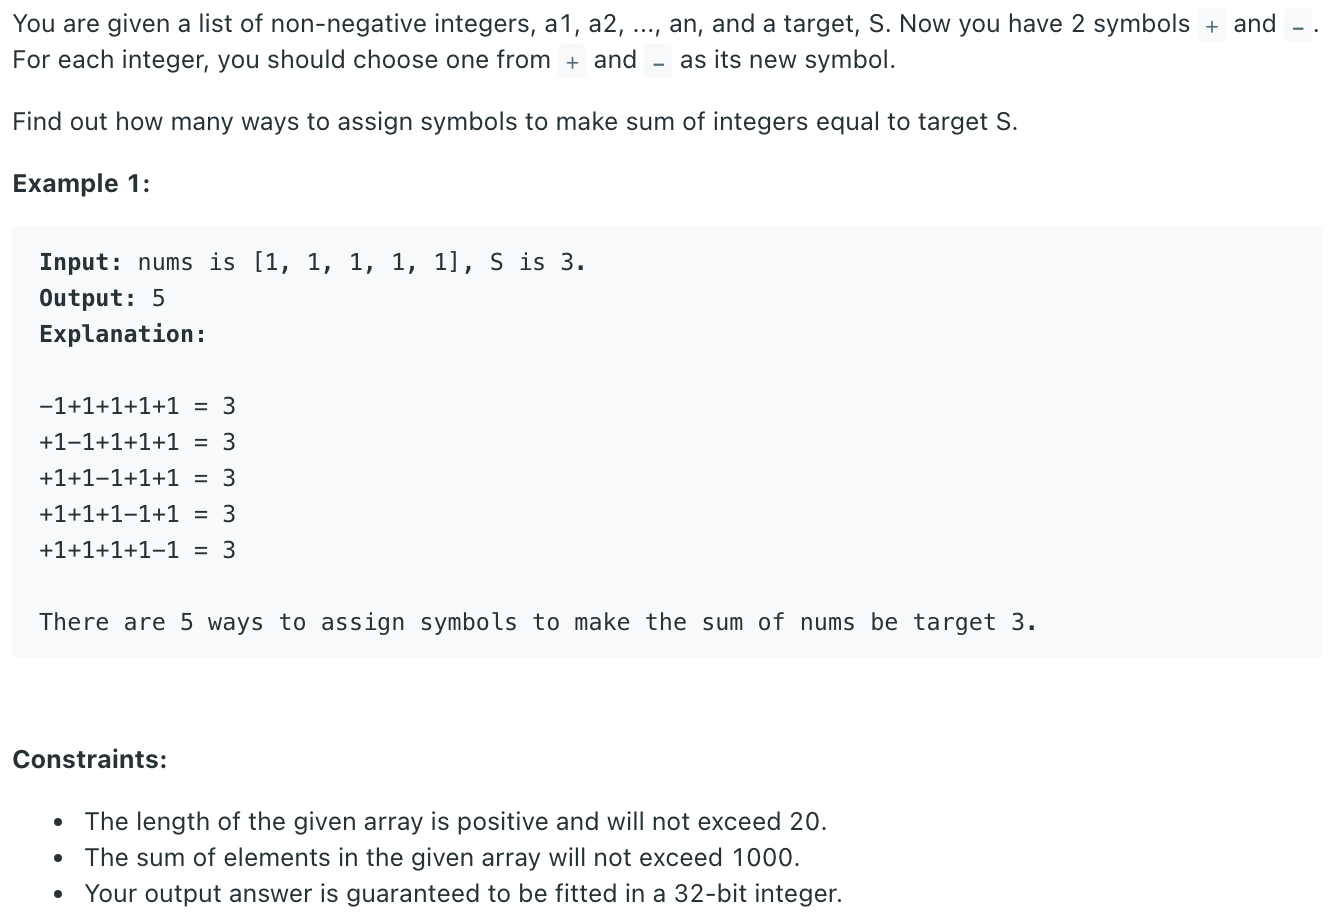 You are given a list of non-negative integers, a1, a2, ..., an, and a target, S. Now you have 2 symbols + and -.
For each integer, you should choose one from + and - as its new symbol.
Find out how many ways to assign symbols to make sum of integers equal to target S.
Example 1:
Input: nums is [1, 1, 1, 1, 1], S is 3.
Output: 5
Explanation:
-1+1+1+1+1 = 3
+1-1+1+1+1 = 3
+1+1-1+1+1 = 3
+1+1+1-1+1 = 3
+1+1+1+1-1 = 3
There are 5 ways to assign symbols to make the sum of nums be target 3.
Constraints:
• The length of the given array is positive and will not exceed 20.
• The sum of elements in the given array will not exceed 1000.
• Your output answer is guaranteed to be fitted in a 32-bit integer.